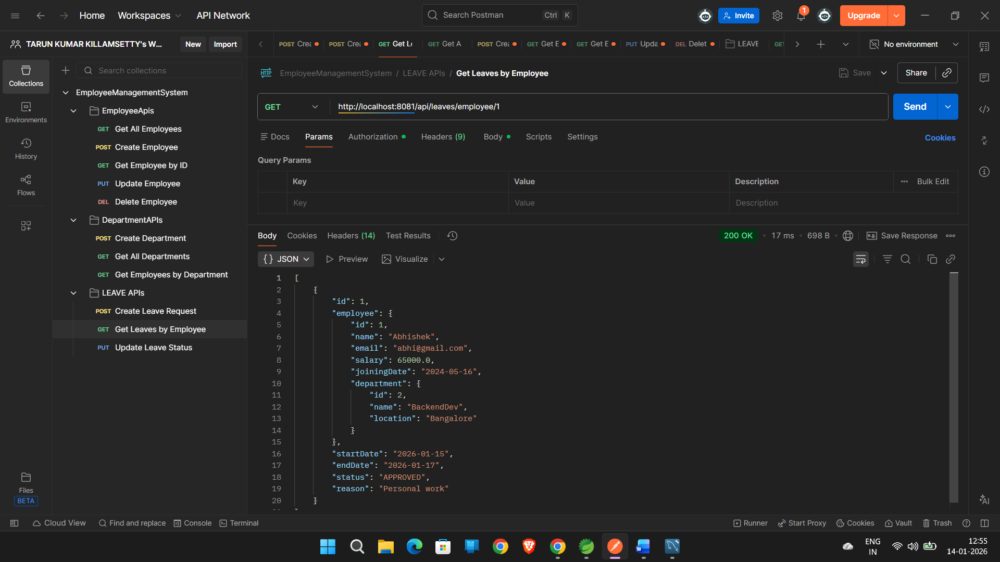 Home Workspaces API Network Search Postman Ctrl K Invite 1 Upgrade
TARUN KUMAR KILLAMSETTY's W... New Import
POST Crea POST Crea GET Get L GET Get A POST Crea GET Get E GET Get E PUT Upda DEL Delet LEAVE GET No environment
Collections
Environments
History
Flows
Files
BETA
Search collections
EmployeeManagementSystem
EmployeeApis
GET Get All Employees
POST Create Employee
GET Get Employee by ID
PUT Update Employee
DEL Delete Employee
DepartmentAPIs
POST Create Department
GET Get All Departments
GET Get Employees by Department
LEAVE APIs
POST Create Leave Request
GET Get Leaves by Employee
PUT Update Leave Status
HTTP EmployeeManagementSystem / LEAVE APIs / Get Leaves by Employee Save Share
GET http://localhost:8081/api/leaves/employee/1 Send
Docs Params Authorization Headers (9) Body Scripts Settings Cookies
Query Params
Key Value Description Bulk Edit
Key Value Description
Body Cookies Headers (14) Test Results 200 OK 17 ms 698 B e.g. Save Response
{} JSON Preview Visualize
1 [
2 {
3 "id": 1,
4 "employee": {
5 "id": 1,
6 "name": "Abhishek",
7 "email": "abhi@gmail.com",
8 "salary": 65000.0,
9 "joiningDate": "2024-05-16",
10 "department": {
11 "id": 2,
12 "name": "BackendDev",
13 "location": "Bangalore"
14 }
15 },
16 "startDate": "2026-01-15",
17 "endDate": "2026-01-17",
18 "status": "APPROVED",
19 "reason": "Personal work"
20 }
Cloud View Find and replace Console Terminal Runner Start Proxy Cookies Vault Trash
ENG
IN
12:55
14-01-2026